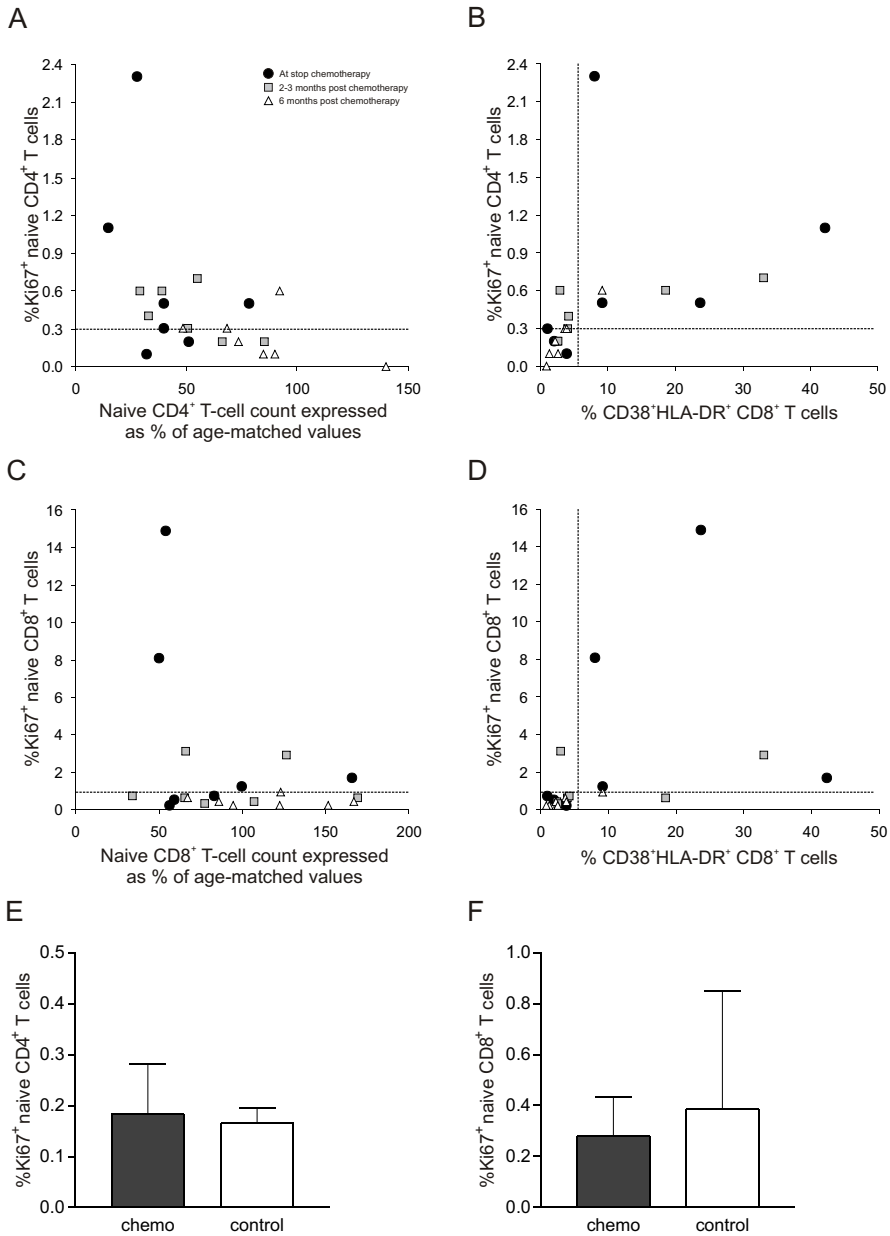 A
%Ki67+ naive CD4+ T cells
2.4
2.1
1.8
1.5
1.2
0.9
0.6
0.3
0.0
0
50
100
150
At stop chemotherapy
2-3 months post chemotherapy
6 months post chemotherapy
Naive CD4+ T-cell count expressed
as % of age-matched values
B
%Ki67+ naive CD4+ T cells
2.4
2.1
1.8
1.5
1.2
0.9
0.6
0.3
0.0
0
10
20
30
40
50
% CD38+HLA-DR+ CD8+ T cells
C
%Ki67+ naive CD8+ T cells
16
14
12
10
8
6
4
2
0
0
50
100
150
200
Naive CD8+ T-cell count expressed
as % of age-matched values
D
%Ki67+ naive CD8+ T cells
16
14
12
10
8
6
4
2
0
0
10
20
30
40
50
% CD38+HLA-DR+ CD8+ T cells
E
%Ki67+ naive CD4+ T cells
0.5
0.4
0.3
0.2
0.1
0.0
chemo
control
F
%Ki67+ naive CD8+ T cells
1.0
0.8
0.6
0.4
0.2
0.0
chemo
control